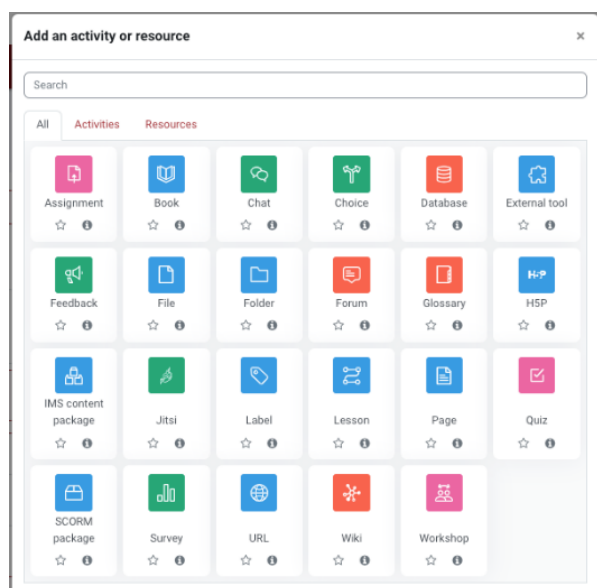 Add an activity or resource ×
Search
All Activities Resources
Assignment Book Chat Choice Database External tool
H-P
Feedback File Folder Forum Glossary H5P
IMS content
package Jitsi Label Lesson Page Quiz
SCORM
package Survey URL Wiki Workshop